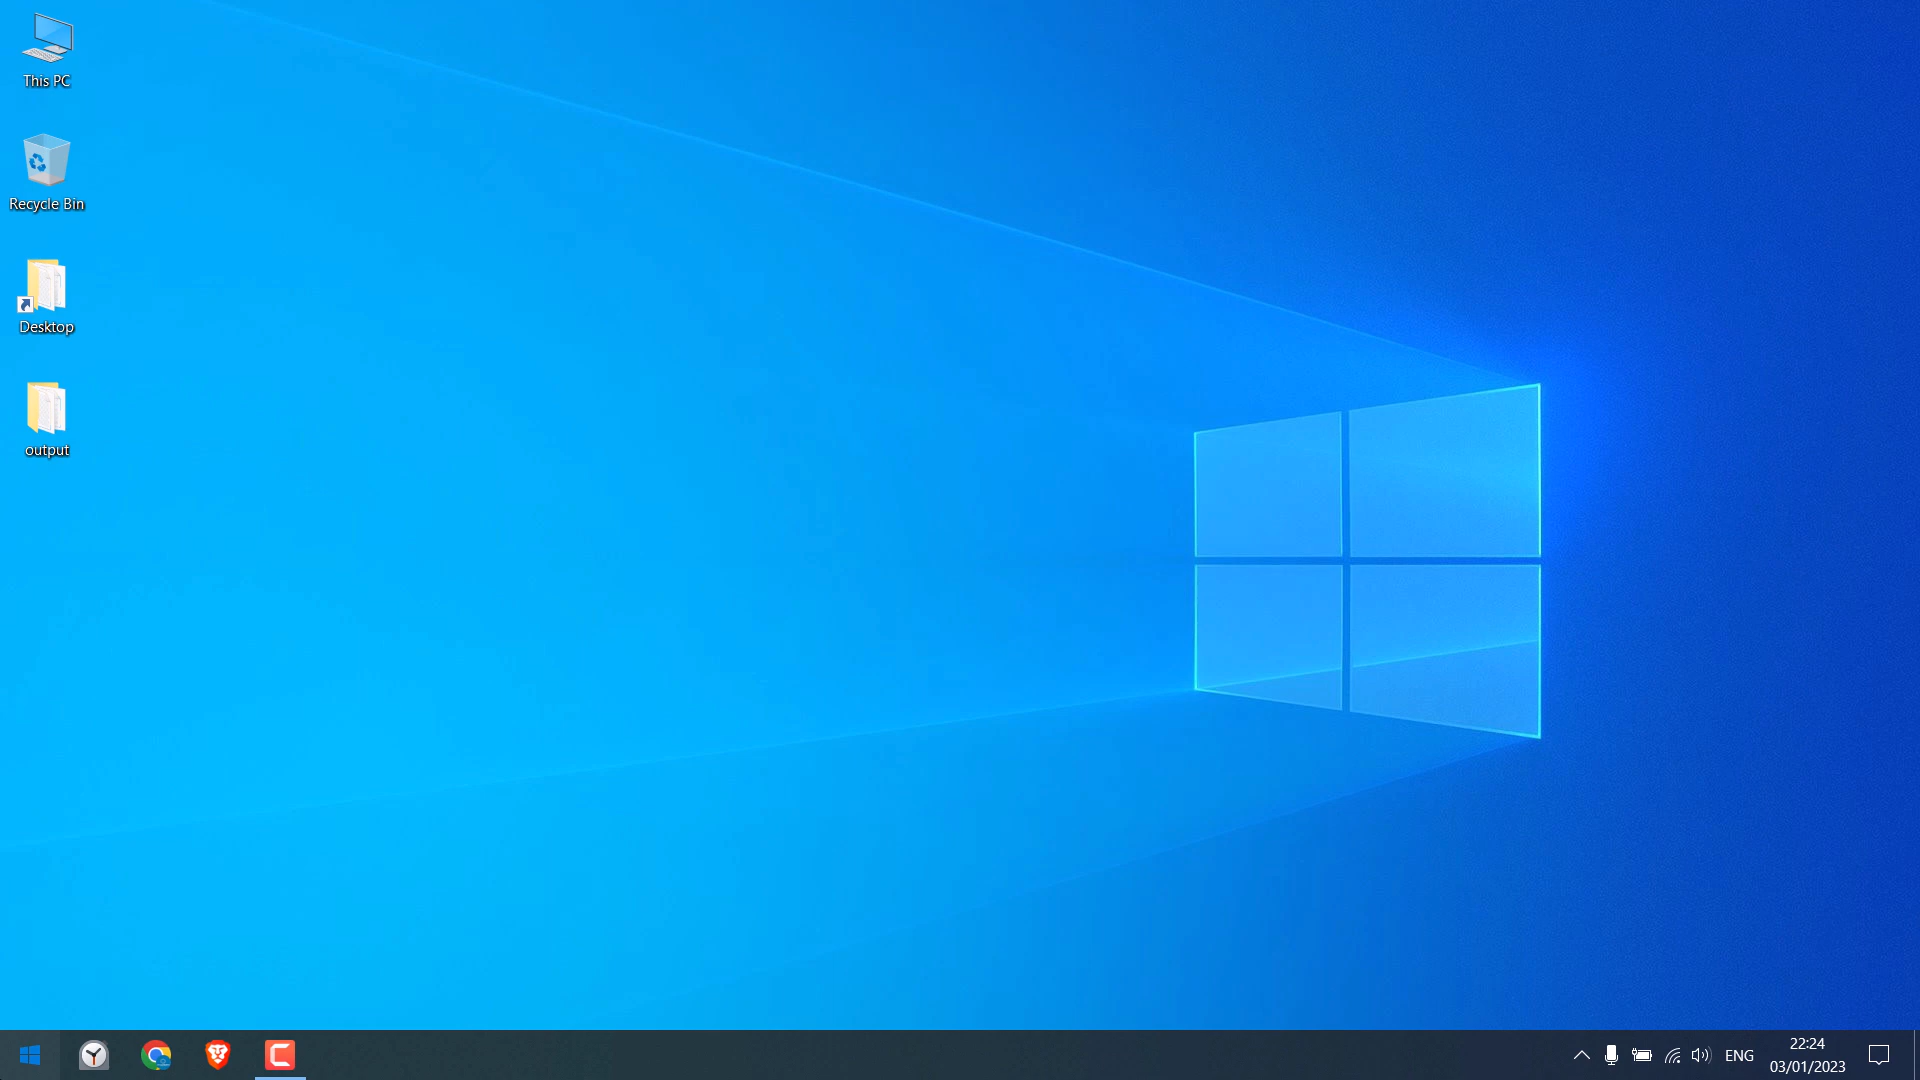 This PC
Recycle Bin
Desktop
output
ENG
22:24
03/01/2023